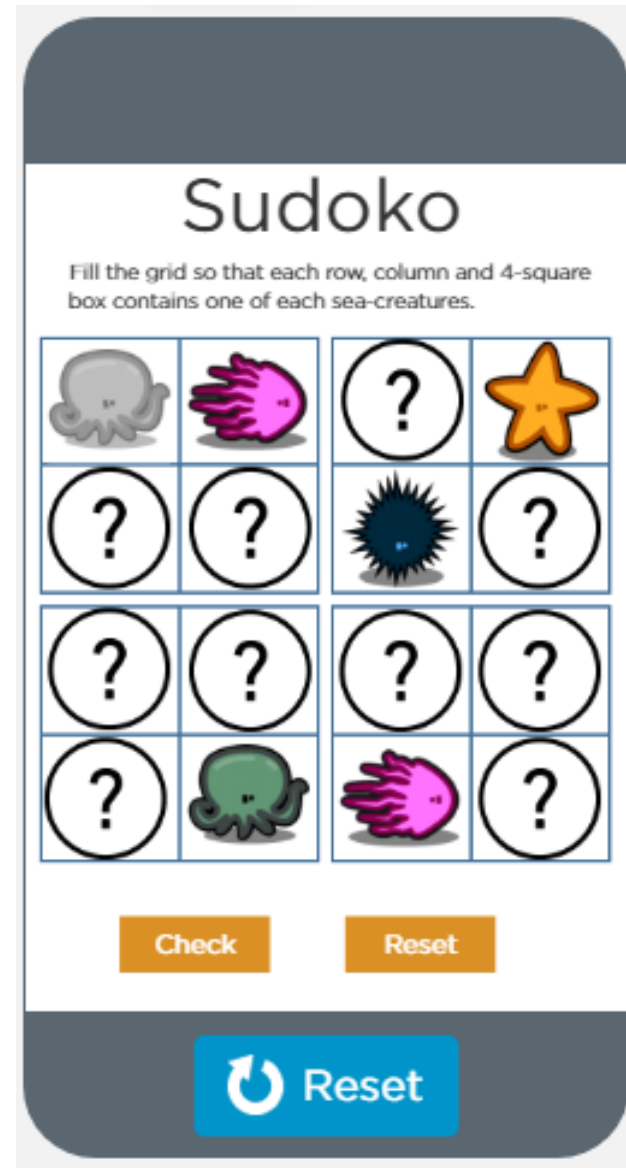 Sudoko
Fill the grid so that each row, column and 4-square
box contains one of each sea-creatures.
?
? ? ?
? ? ? ?
? ?
Check Reset
Reset